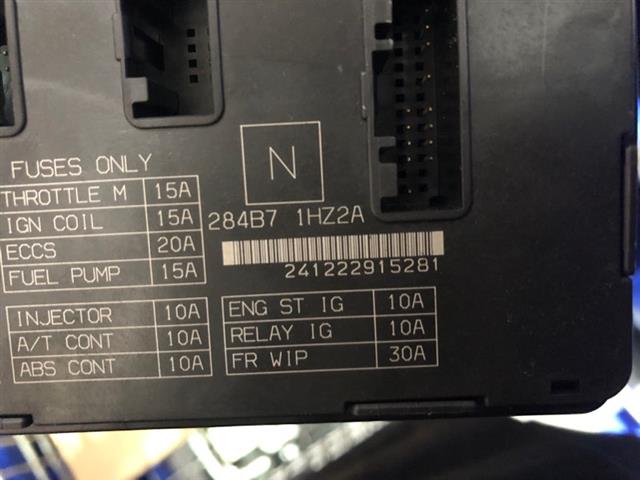 FUSES ONLY
N
THROTTLE M 15A
IGN COIL 15A
ECCS 20A
FUEL PUMP 15A
284B7 1HZ2A
241222915281
INJECTOR 10A
A/T CONT 10A
ABS CONT 10A
ENG ST IG 10A
RELAY IG 10A
FR WIP 30A